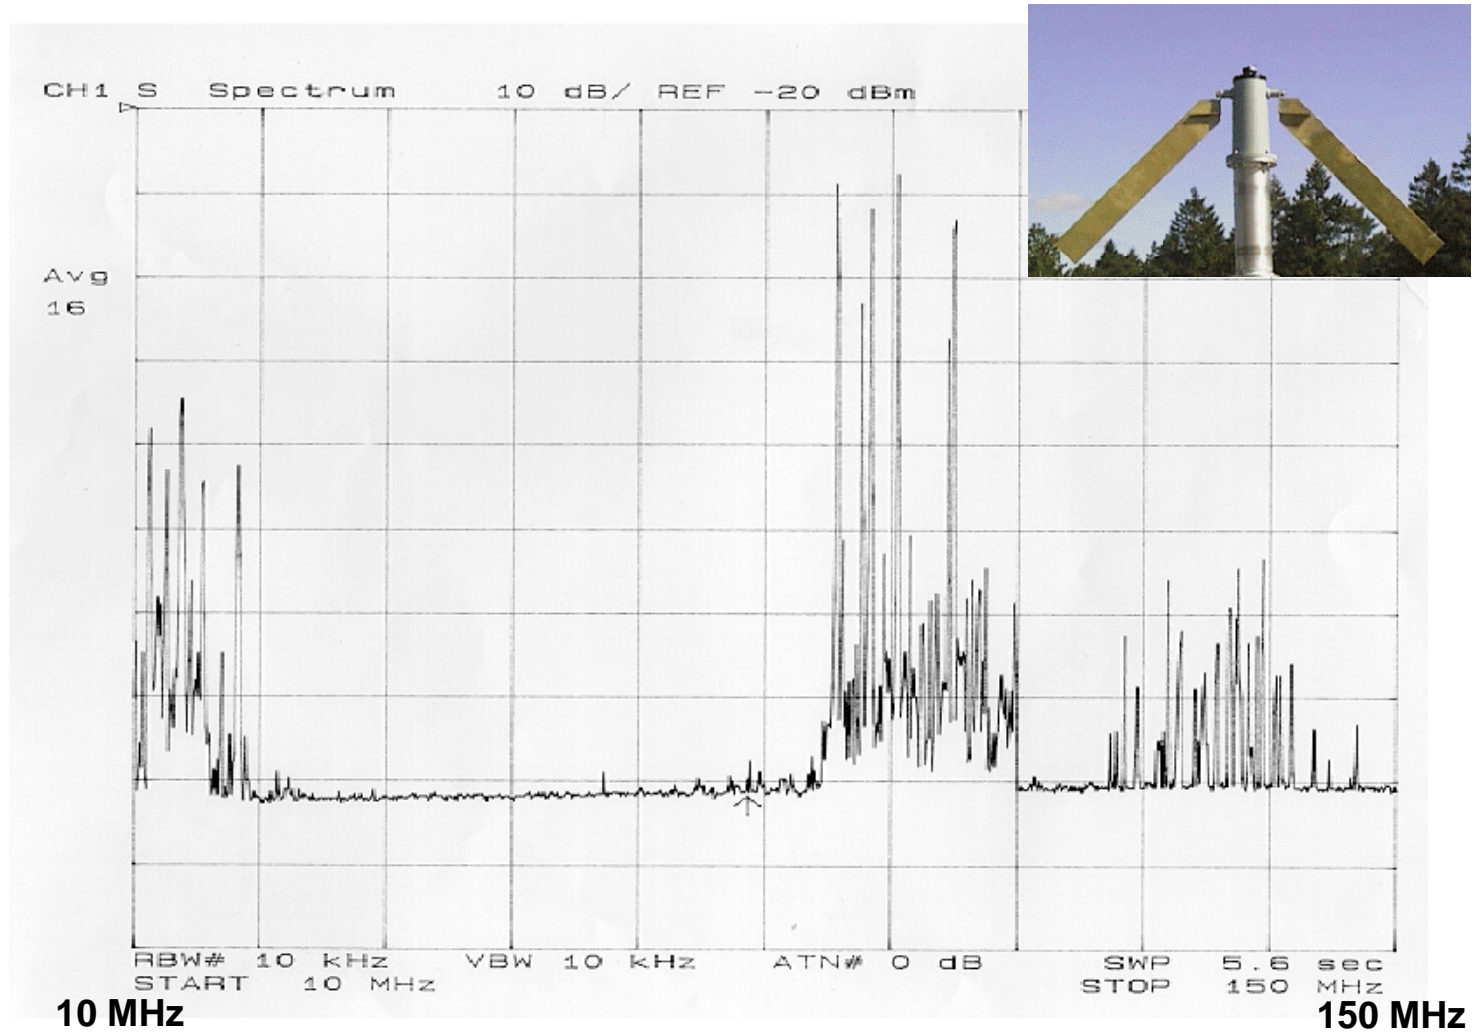 CH1 S Spectrum 10 dB/ REF -20 dBm
Avg
16
RBW# 10 kHz VBW 10 kHz ATN# 0 dB SWP 5.6 sec
START 10 MHz STOP 150 MHz
10 MHz 150 MHz